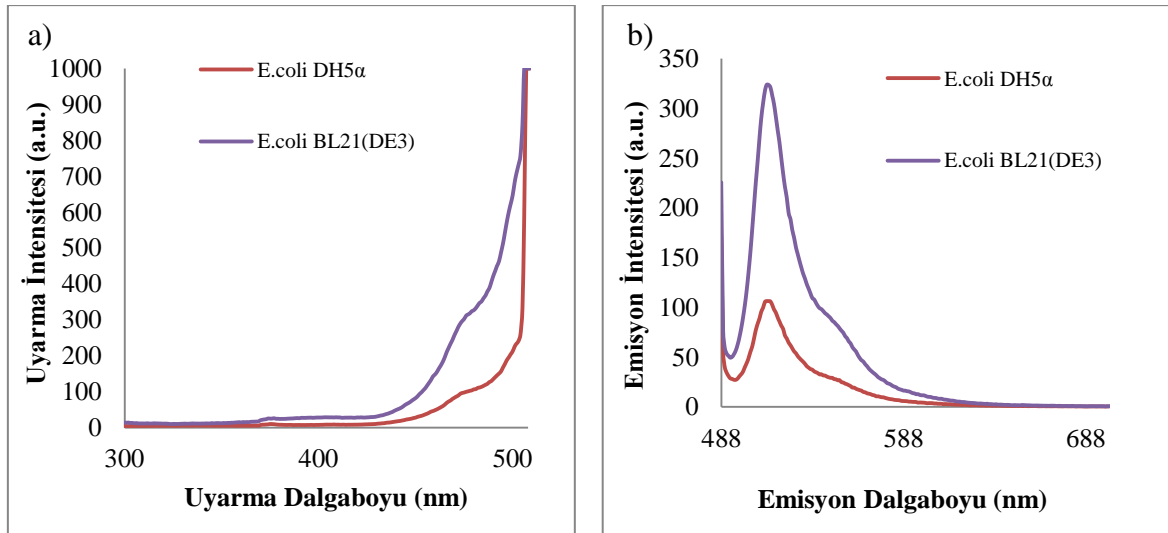 a)
E.coli DH5α
E.coli BL21(DE3)
Uyarma İntensitesi (a.u.)
1000
900
800
700
600
500
400
300
200
100
0
300
400
500
Uyarma Dalgaboyu (nm)
b)
E.coli DH5α
E.coli BL21(DE3)
Emisyon İntensitesi (a.u.)
350
300
250
200
150
100
50
0
488
588
688
Emisyon Dalgaboyu (nm)